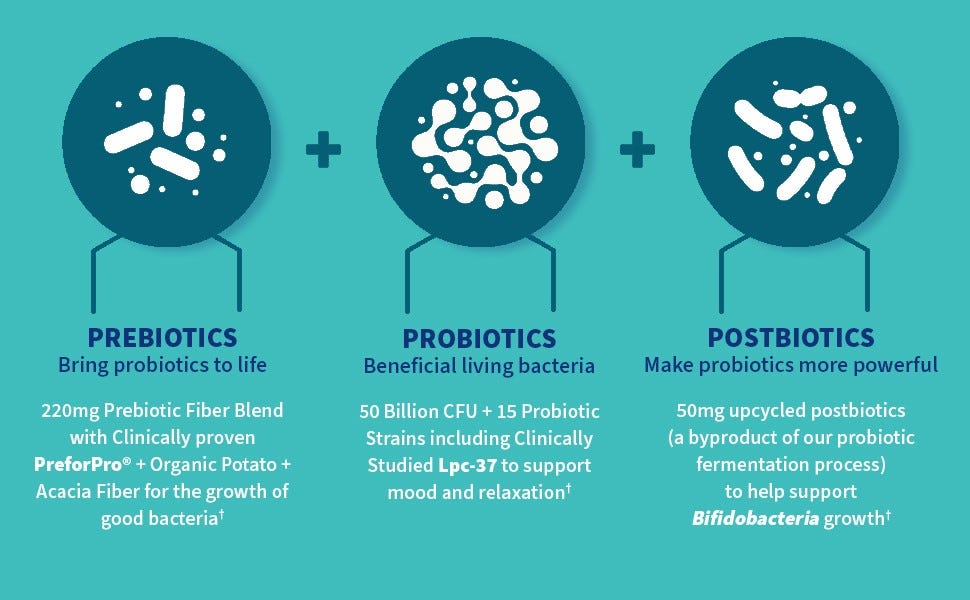 PREBIOTICS
Bring probiotics to life
220mg Prebiotic Fiber Blend
with Clinically proven
PreforPro® + Organic Potato +
Acacia Fiber for the growth of
good bacteria†
PROBIOTICS
Beneficial living bacteria
50 Billion CFU + 15 Probiotic
Strains including Clinically
Studied Lpc-37 to support
mood and relaxation†
POSTBIOTICS
Make probiotics more powerful
50mg upcycled postbiotics
(a byproduct of our probiotic
fermentation process)
to help support
Bifidobacteria growth†